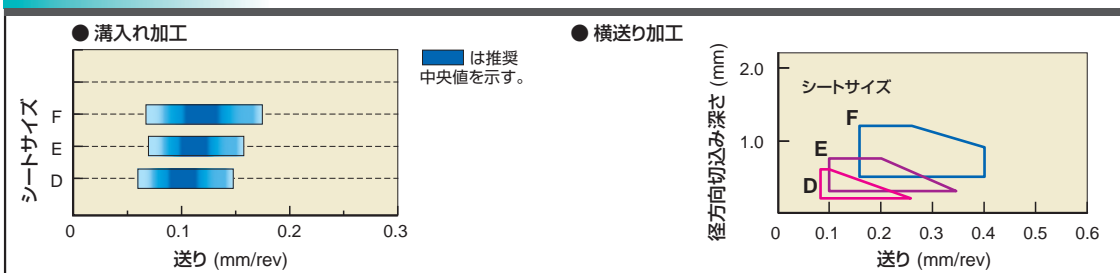 ● 溝入れ加工
シートサイズ
F
E
D
0 0.1 0.2 0.3
送り (mm/rev)
は推奨
中央値を示す。
● 横送り加工
径方向切込み深さ (mm)
2.0
1.0
シートサイズ
F
E
D
0 0.1 0.2 0.3 0.4 0.5 0.6
送り (mm/rev)